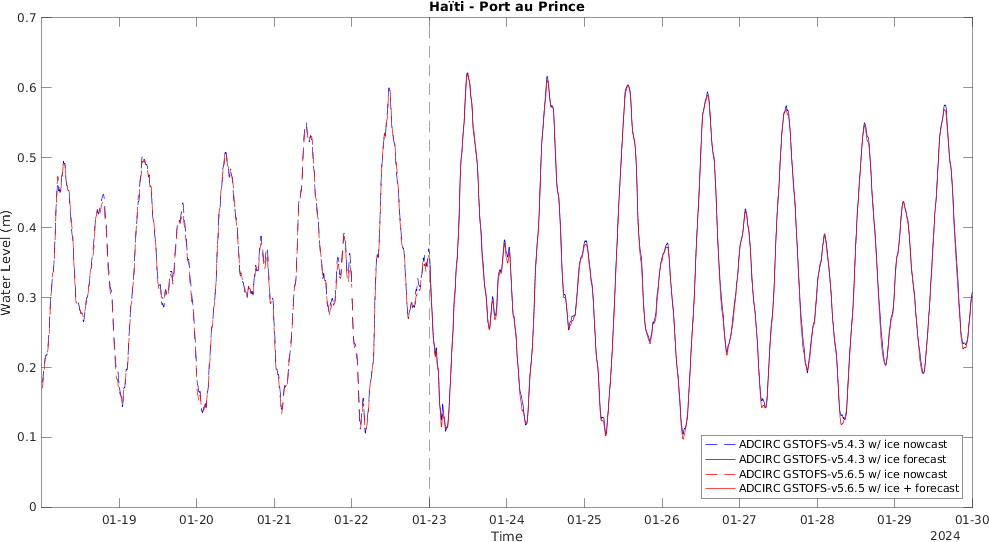 Haïti - Port au Prince
0.7
0.6
0.5
0.4
0.3
0.2
0.1
0
Water Level (m)
ADCIRC GSTOFS-v5.4.3 w/ ice nowcast
ADCIRC GSTOFS-v5.4.3 w/ ice forecast
ADCIRC GSTOFS-v5.6.5 w/ ice nowcast
ADCIRC GSTOFS-v5.6.5 w/ ice + forecast
01-19 01-20 01-21 01-22 01-23 01-24 01-25 01-26 01-27 01-28 01-29 01-30
Time
2024